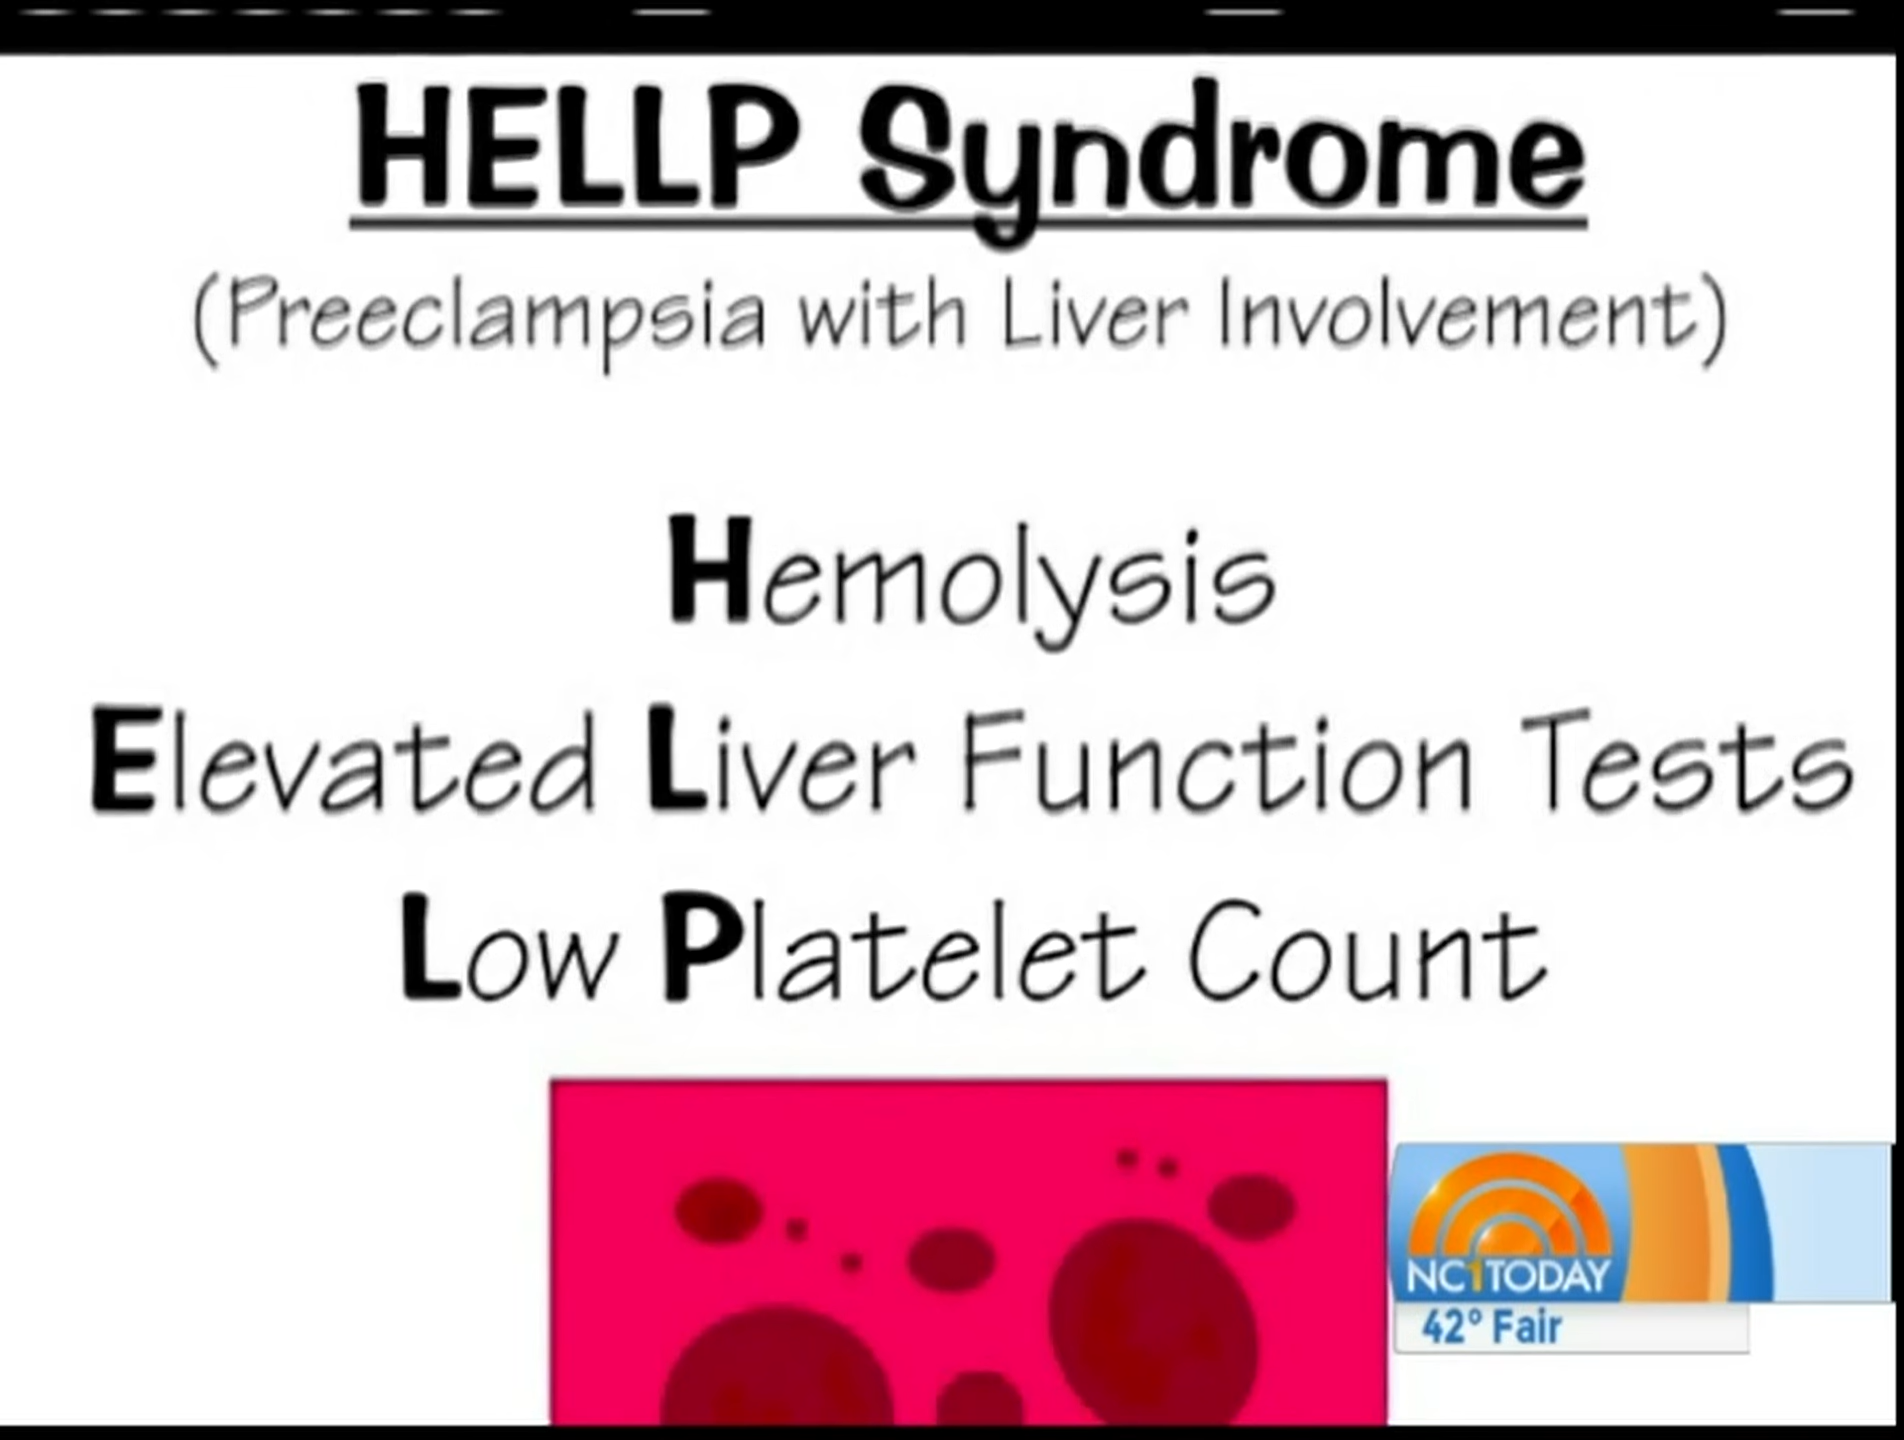 HELLP Syndrome
(Preeclampsia with Liver Involvement)
Hemolysis
Elevated Liver Function Tests
Low Platelet Count
NC1TODAY
42° Fair